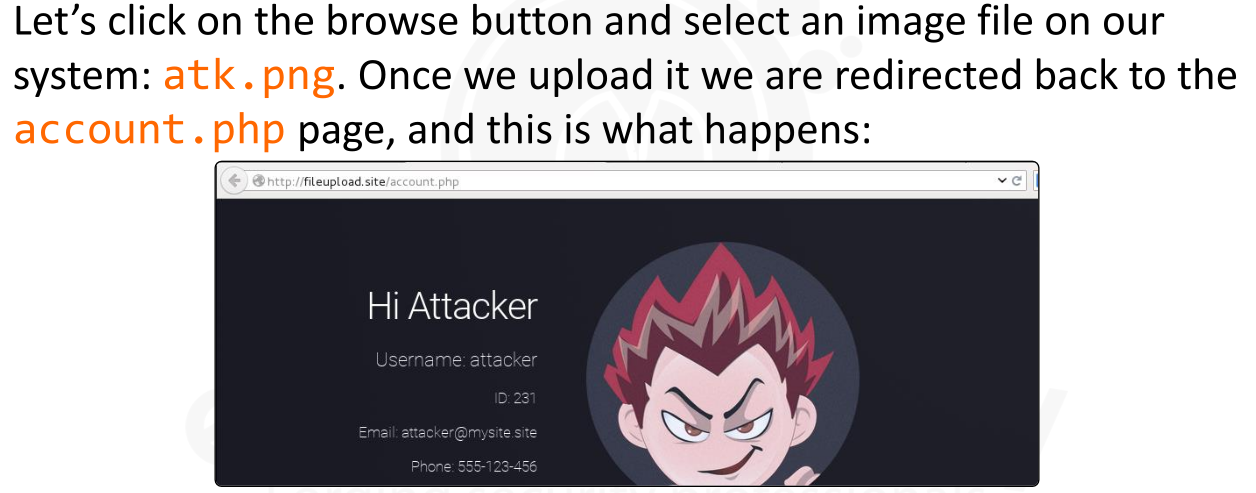 Let’s click on the browse button and select an image file on our
system: atk.png. Once we upload it we are redirected back to the
account.php page, and this is what happens:
http://fileupload.site/account.php
Hi Attacker
Username: attacker
ID: 231
Email: attacker@mysite.site
Phone: 555-123-456